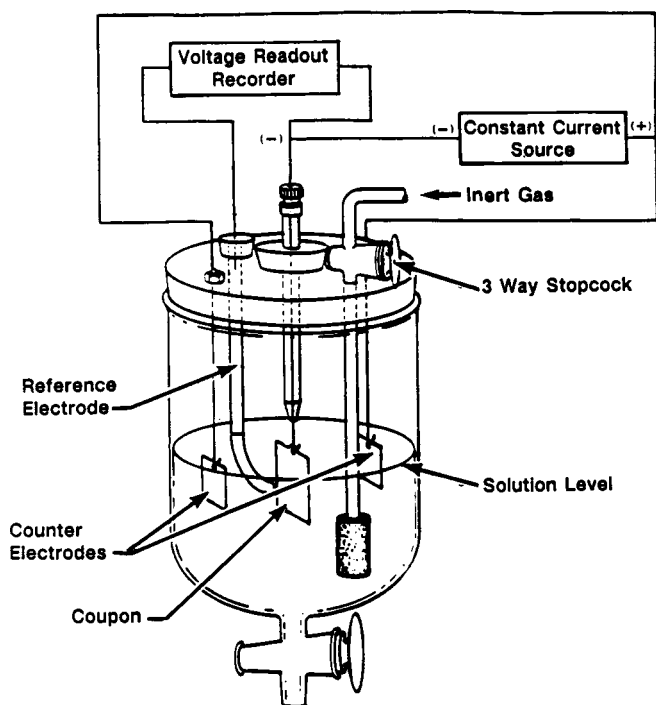 Voltage Readout
Recorder
(-)
(-)
Constant Current
Source
(+)
Inert Gas
3 Way Stopcock
Reference
Electrode
Solution Level
Counter
Electrodes
Coupon